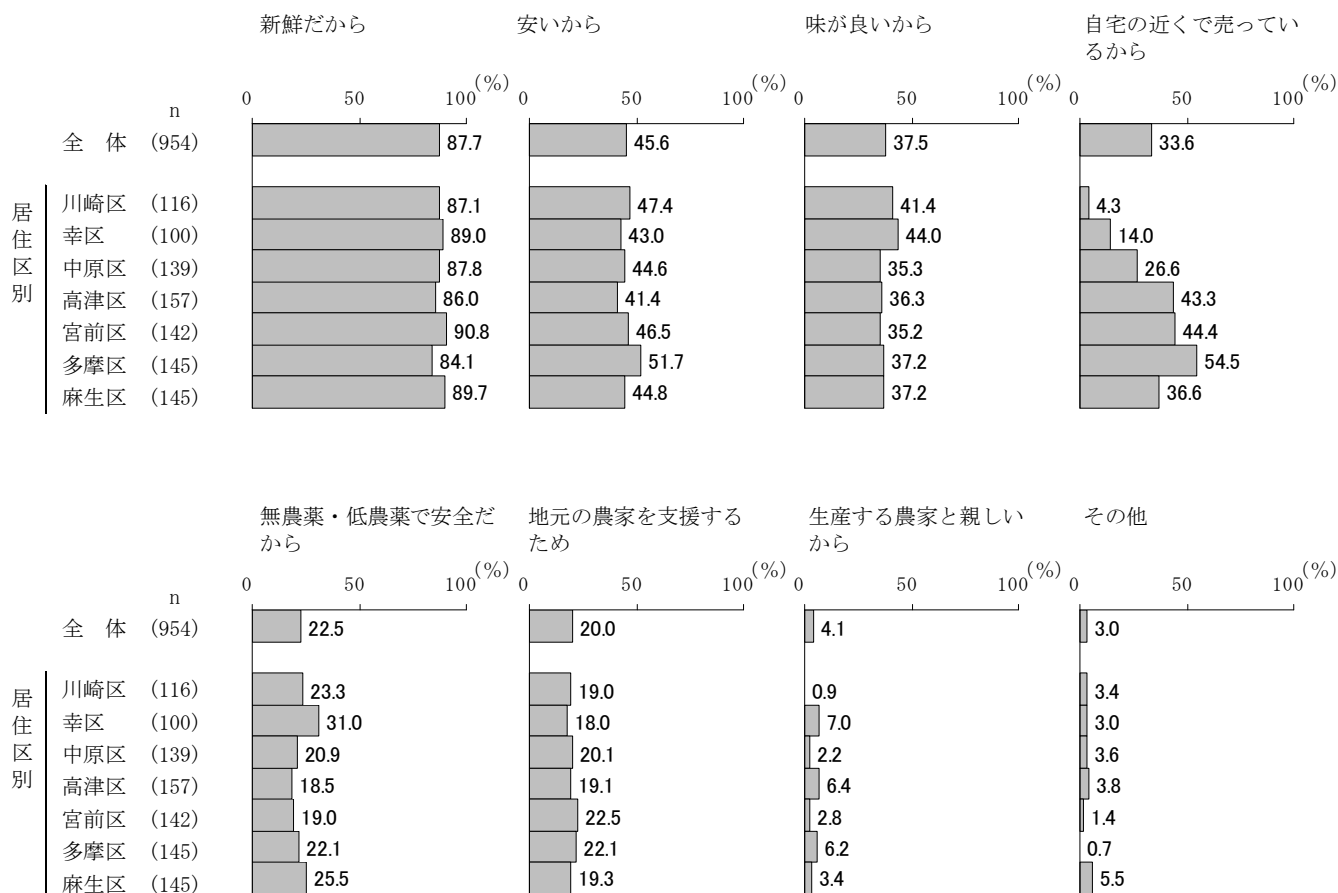 新鮮だから 安いから 味が良いから 自宅の近くで売ってい
るから
n 0 50 100(%) 0 50 100(%) 0 50 100(%) 0 50 100(%)
全 体 (954) 87.7 45.6 37.5 33.6
居住区別
川崎区 (116) 87.1 47.4 41.4 4.3
幸区 (100) 89.0 43.0 44.0 14.0
中原区 (139) 87.8 44.6 35.3 26.6
高津区 (157) 86.0 41.4 36.3 43.3
宮前区 (142) 90.8 46.5 35.2 44.4
多摩区 (145) 84.1 51.7 37.2 54.5
麻生区 (145) 89.7 44.8 37.2 36.6
無農薬・低農薬で安全だ 地元の農家を支援する 生産する農家と親しい その他
から ため から
n 0 50 100(%) 0 50 100(%) 0 50 100(%) 0 50 100(%)
全 体 (954) 22.5 20.0 4.1 3.0
居住区別
川崎区 (116) 23.3 19.0 0.9 3.4
幸区 (100) 31.0 18.0 7.0 3.0
中原区 (139) 20.9 20.1 2.2 3.6
高津区 (157) 18.5 19.1 6.4 3.8
宮前区 (142) 19.0 22.5 2.8 1.4
多摩区 (145) 22.1 22.1 6.2 0.7
麻生区 (145) 25.5 19.3 3.4 5.5